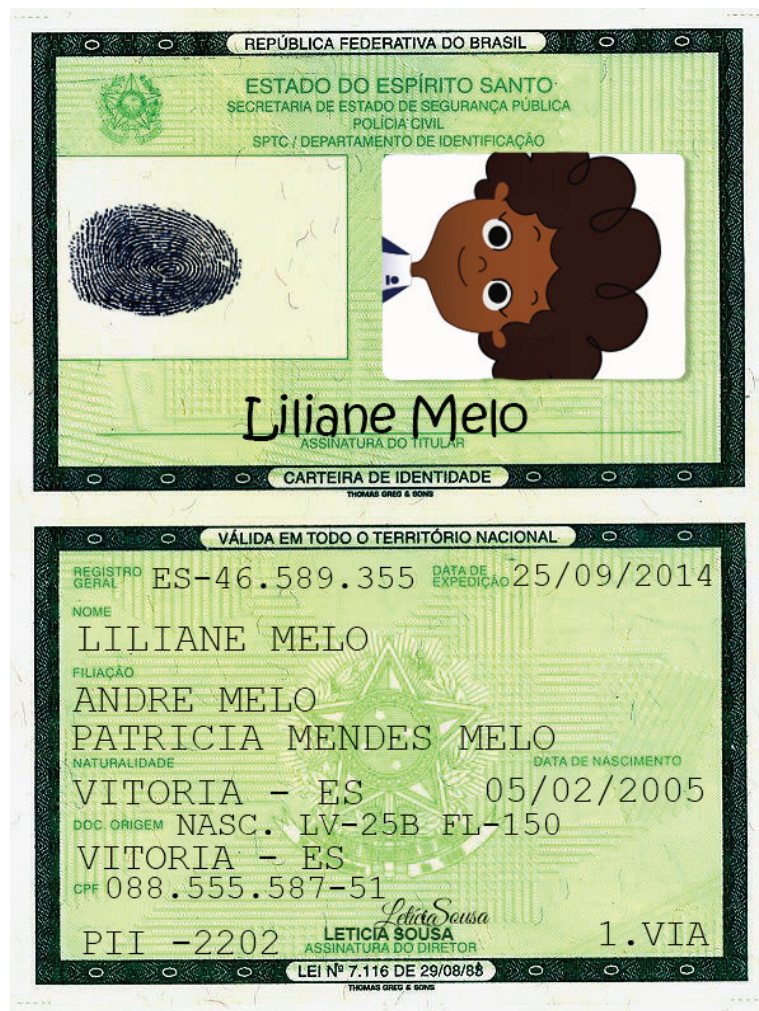 REPÚBLICA FEDERATIVA DO BRASIL
ESTADO DO ESPÍRITO SANTO
SECRETARIA DE ESTADO DE SEGURANÇA PÚBLICA
POLÍCIA CIVIL
SPTC / DEPARTAMENTO DE IDENTIFICAÇÃO
Liliane Melo
ASSINATURA DO TITULAR
CARTEIRA DE IDENTIDADE
THOMAS GREG & SONS
VÁLIDA EM TODO O TERRITÓRIO NACIONAL
REGISTRO GERAL ES-46.589.355 DATA DE EXPEDIÇÃO 25/09/2014
NOME
LILIANE MELO
FILIAÇÃO
ANDRE MELO
PATRICIA MENDES MELO
NATURALIDADE DATA DE NASCIMENTO
VITORIA - ES 05/02/2005
DOC. ORIGEM NASC. LV-25B FL-150
VITORIA - ES
CPF 088.555.587-51
Letícia Sousa
LETICIA SOUSA
PII -2202 ASSINATURA DO DIRETOR 1.VIA
LEI Nº 7.116 DE 29/08/83
THOMAS GREG & SONS